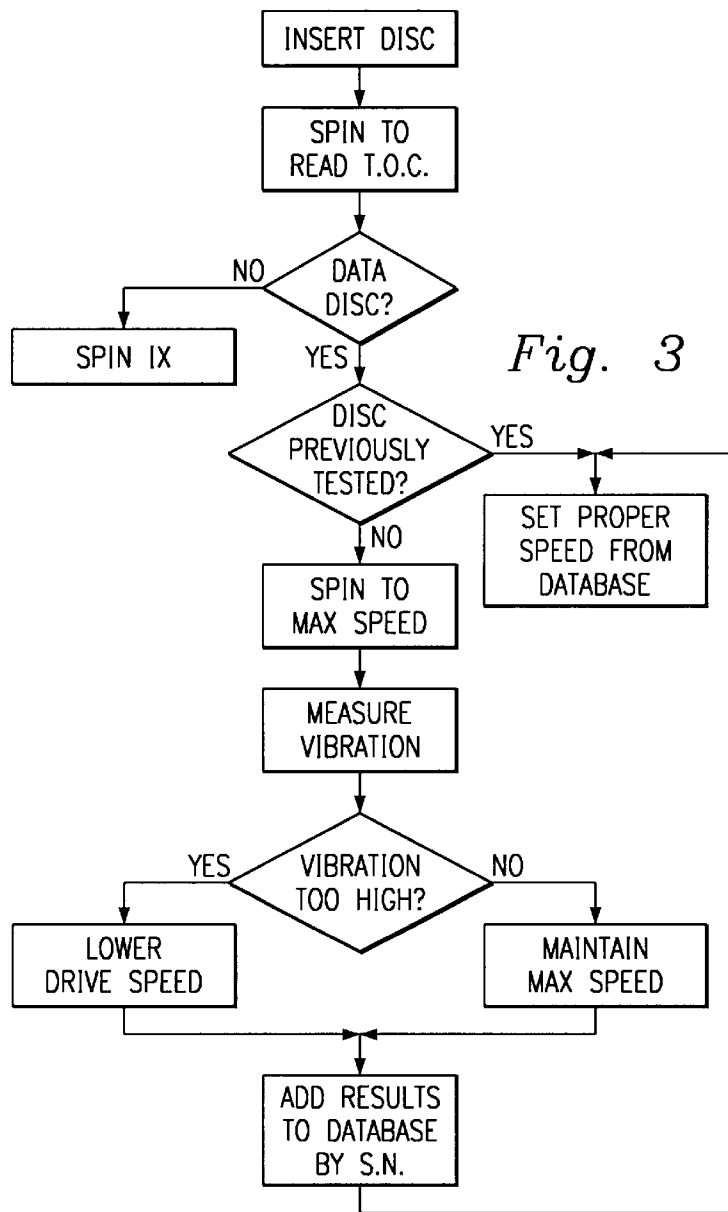 INSERT DISC
SPIN TO
READ T.O.C.
NO
DATA
DISC?
SPIN IX
YES
Fig. 3
DISC
PREVIOUSLY
TESTED?
YES
SET PROPER
SPEED FROM
DATABASE
NO
SPIN TO
MAX SPEED
MEASURE
VIBRATION
YES
VIBRATION
TOO HIGH?
NO
LOWER
DRIVE SPEED
MAINTAIN
MAX SPEED
ADD RESULTS
TO DATABASE
BY S.N.